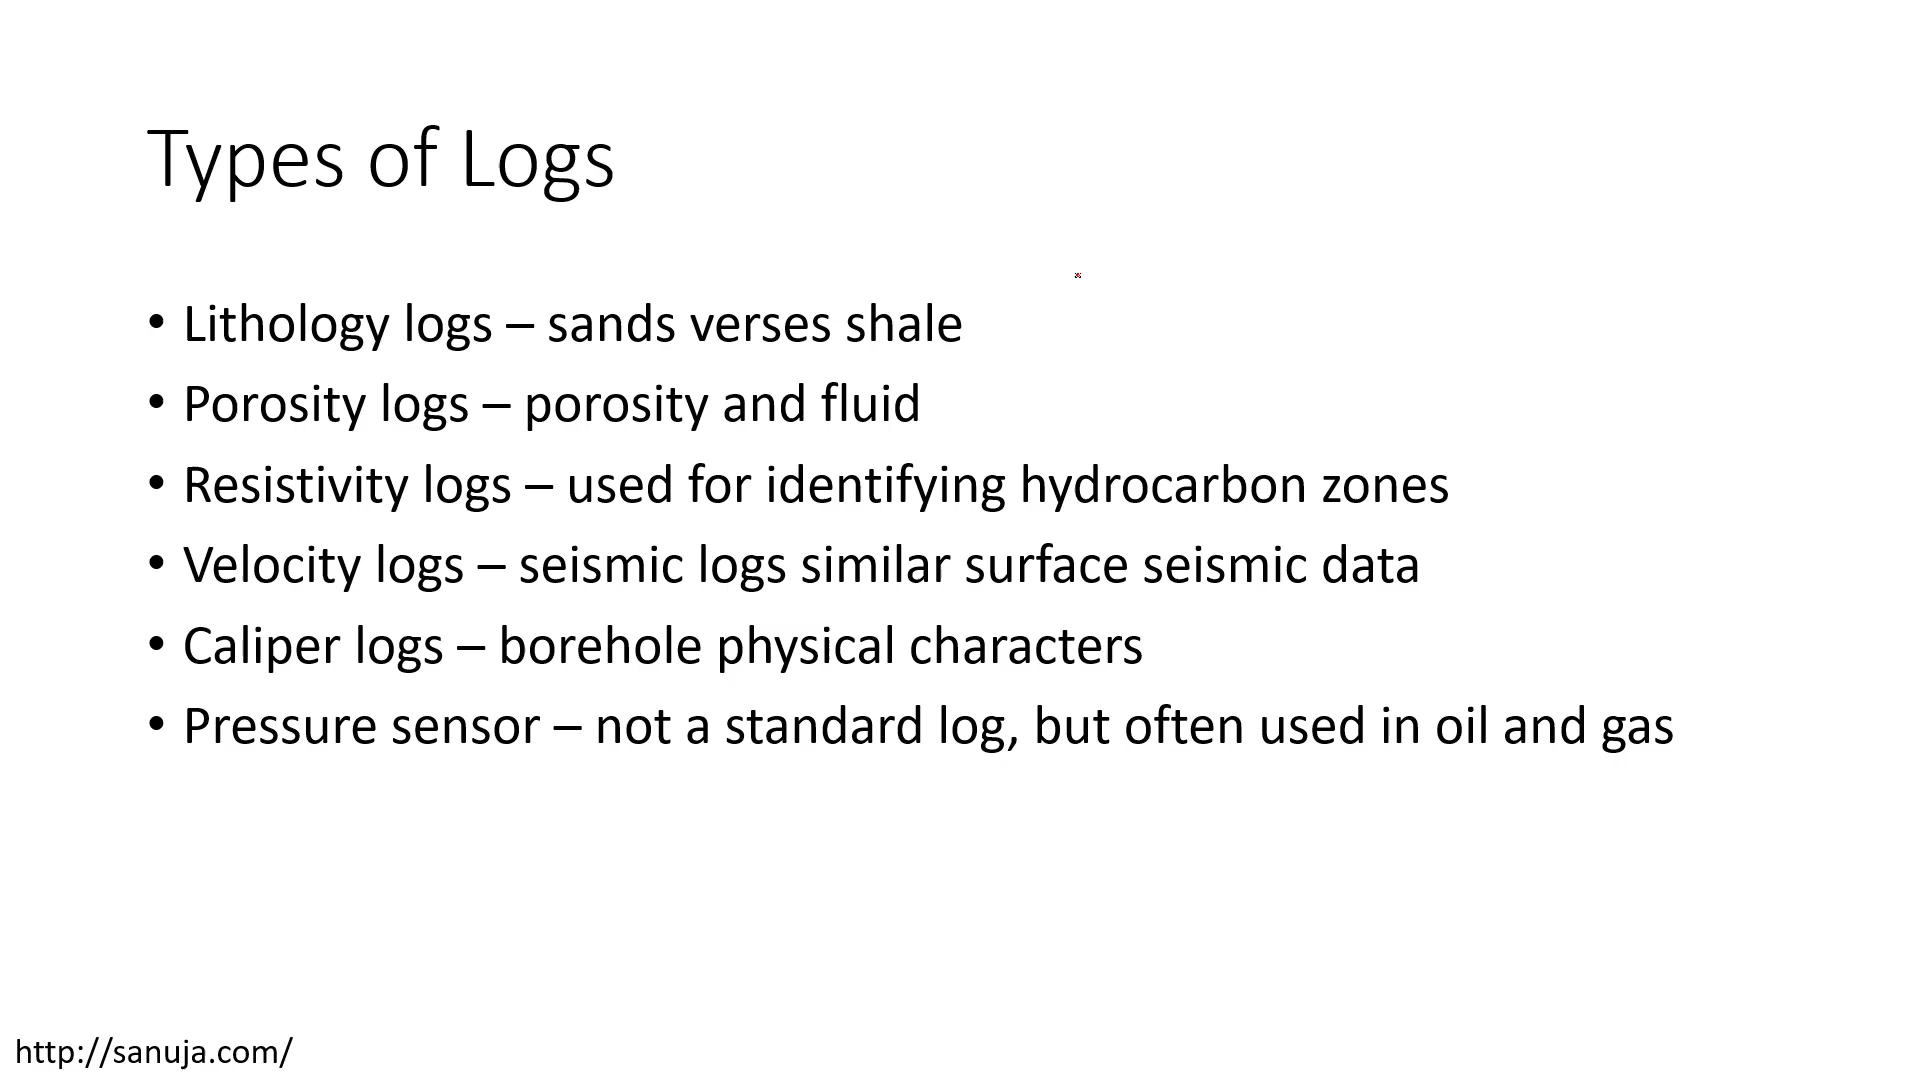 Types of Logs
• Lithology logs – sands verses shale
• Porosity logs – porosity and fluid
• Resistivity logs – used for identifying hydrocarbon zones
• Velocity logs – seismic logs similar surface seismic data
• Caliper logs – borehole physical characters
• Pressure sensor – not a standard log, but often used in oil and gas
http://sanuja.com/